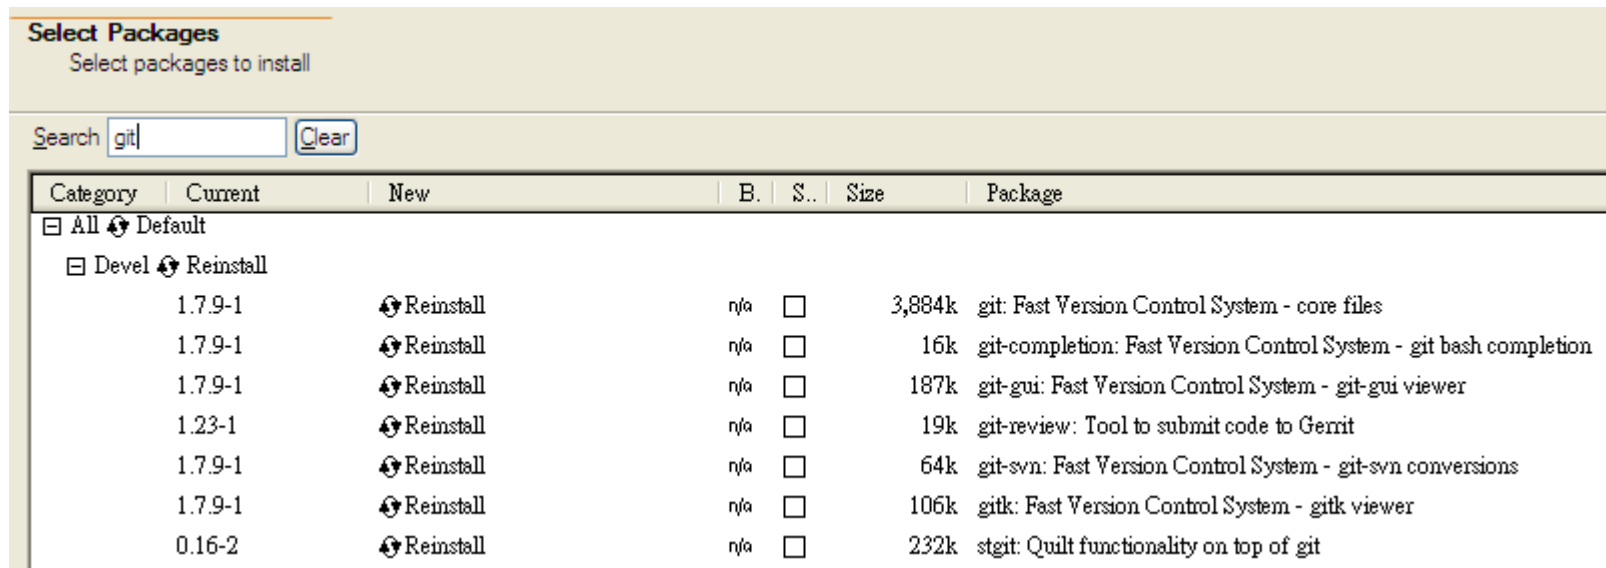 Select Packages
Select packages to install
Search git Clear
Category Current New B. S.. Size Package
All Default
Devel Reinstall
1.7.9-1 Reinstall n/a 3,884k git: Fast Version Control System - core files
1.7.9-1 Reinstall n/a 16k git-completion: Fast Version Control System - git bash completion
1.7.9-1 Reinstall n/a 187k git-gui: Fast Version Control System - git-gui viewer
1.23-1 Reinstall n/a 19k git-review: Tool to submit code to Gerrit
1.7.9-1 Reinstall n/a 64k git-svn: Fast Version Control System - git-svn conversions
1.7.9-1 Reinstall n/a 106k gitk: Fast Version Control System - gitk viewer
0.16-2 Reinstall n/a 232k stgit: Quilt functionality on top of git